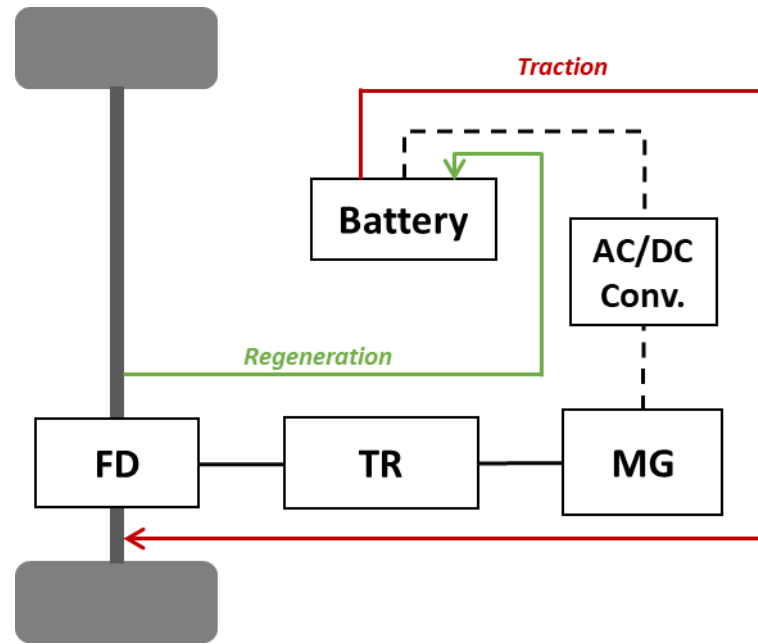 Traction
Battery
AC/DC
Conv.
Regeneration
FD
TR
MG